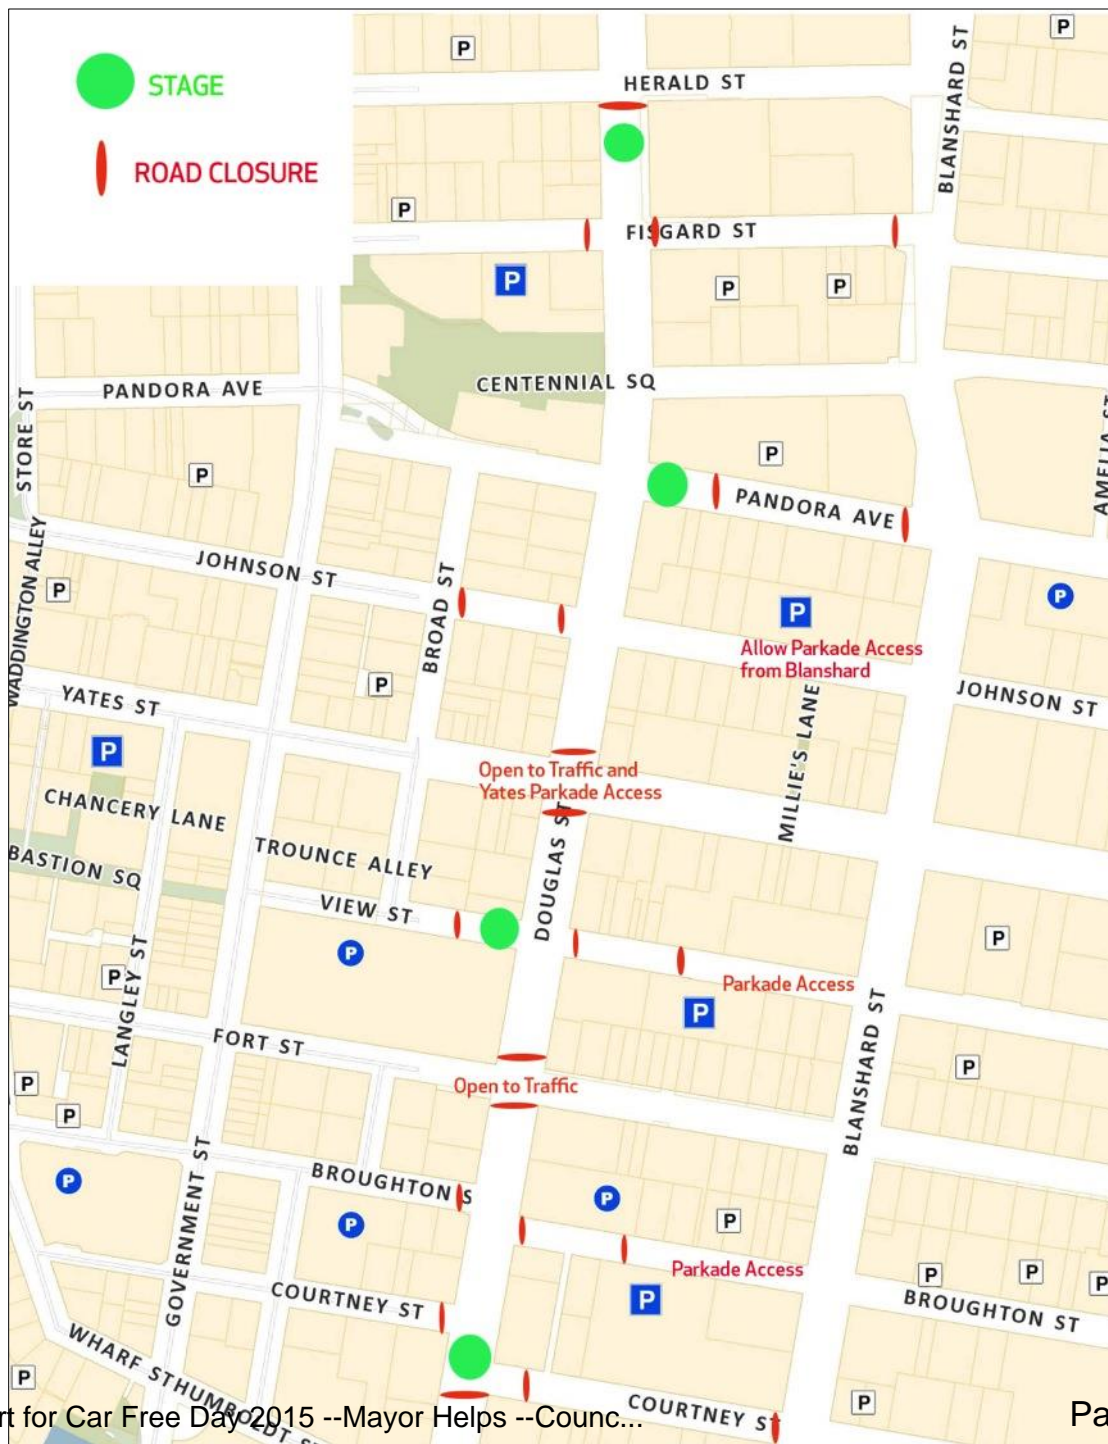 P
P
HERALD ST
STAGE
BLANSHARD ST
ROAD CLOSURE
P
FISGARD ST
P
P
P
CENTENNIAL SQ
PANDORA AVE
STORE ST
P
P
PANDORA AVE
JOHNSON ST
P
BROAD ST
P
P
WADDINGTON ALLEY
Allow Parkade Access
from Blanshard
P
YATES ST
JOHNSON ST
MILLIE'S LANE
P
Open to Traffic and
Yates Parkade Access
CHANCERY LANE
TROUNCE ALLEY
DOUGLAS ST
BASTION SQ
VIEW ST
P
P
LANGLEY ST
P
Parkade Access
P
BLANSHARD ST
FORT ST
P
Open to Traffic
P
P
GOVERNMENT ST
BROUGHTON S
P
P
P
P
Parkade Access
P
P
P
P
COURTNEY ST
BROUGHTON ST
WHARF ST
HUMBOLDT ST
P
P
COURTNEY ST
rt for Car Free Day 2015 --Mayor Helps --Counc...
Pa